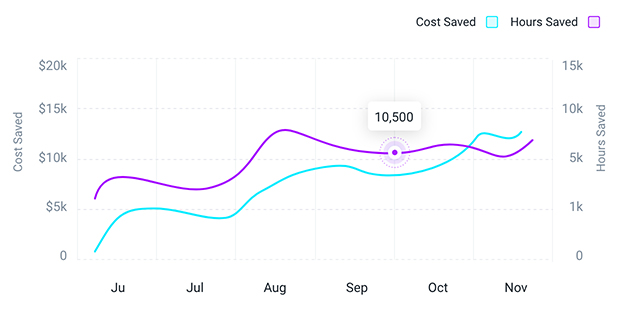 Cost Saved Hours Saved
$20k 15k
$15k 10k
10,500
Cost Saved
Hours Saved
$10k 5k
$5k 1k
0 0
Ju Jul Aug Sep Oct Nov